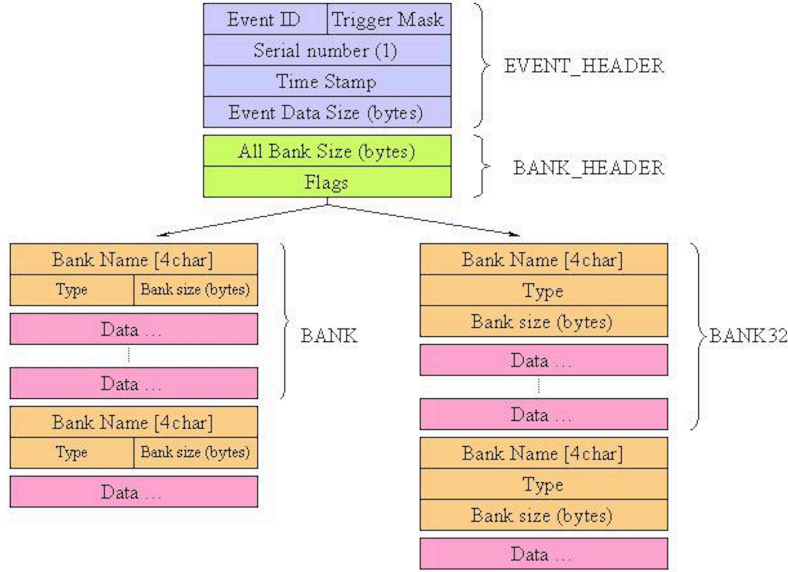 Event ID Trigger Mask
Serial number (1)
Time Stamp
Event Data Size (bytes)
EVENT_HEADER
All Bank Size (bytes)
Flags
BANK_HEADER
Bank Name [4char]
Type Bank size (bytes)
Data ...
Data ...
BANK
Bank Name [4char]
Type Bank size (bytes)
Data ...
Bank Name [4char]
Type
Bank size (bytes)
Data ...
Data ...
BANK32
Bank Name [4char]
Type
Bank size (bytes)
Data ...